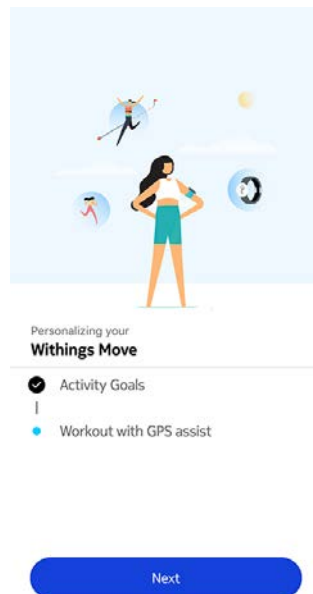 Personalizing your
Withings Move
Activity Goals
Workout with GPS assist
Next